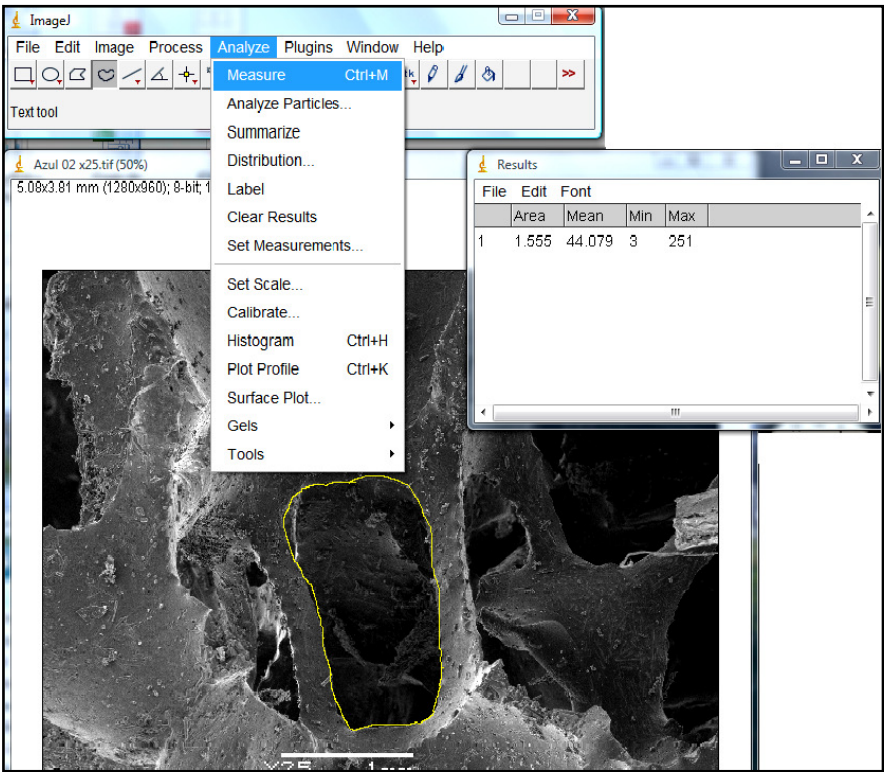 ImageJ
File Edit Image Process Analyze Plugins Window Help
Text tool
Measure Ctrl+M
Analyze Particles...
Summarize
Distribution...
Label
Clear Results
Set Measurements...
Set Scale...
Calibrate...
Histogram Ctrl+H
Plot Profile Ctrl+K
Surface Plot...
Gels
Tools
Azul 02 x25.tif (50%)
5.08x3.81 mm (1280x960); 8-bit; 1
Results
File Edit Font
Area Mean Min Max
1 1.555 44.079 3 251
X25 1mm